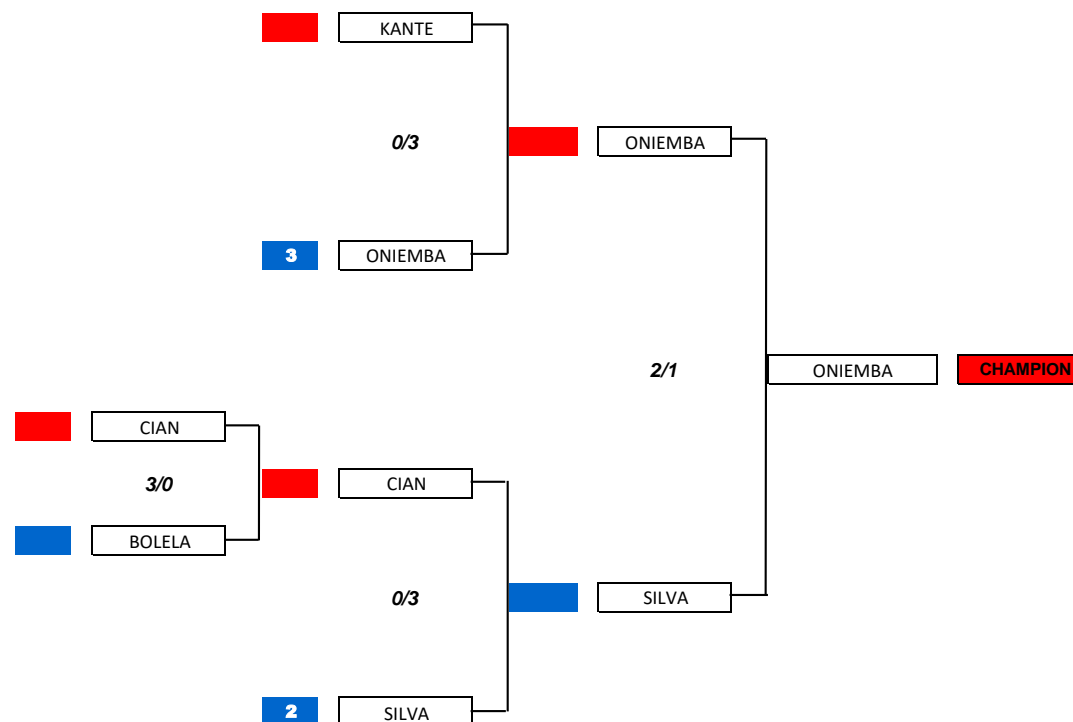 KANTE
0/3
ONIEMBA
3 ONIEMBA
2/1
ONIEMBA CHAMPION
CIAN
3/0
CIAN
BOLELA
0/3
SILVA
2 SILVA